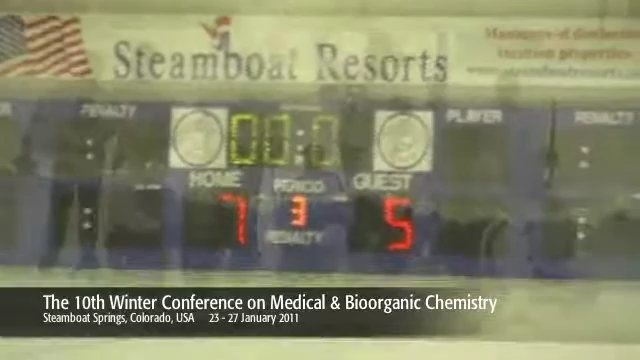 Steamboat Resorts
PENALTY
00:0
PLAYER
PENALTY
HOME
PERIOD
GUEST
7
3
5
PENALTY
The 10th Winter Conference on Medical & Bioorganic Chemistry
Steamboat Springs, Colorado, USA 23 - 27 January 2011